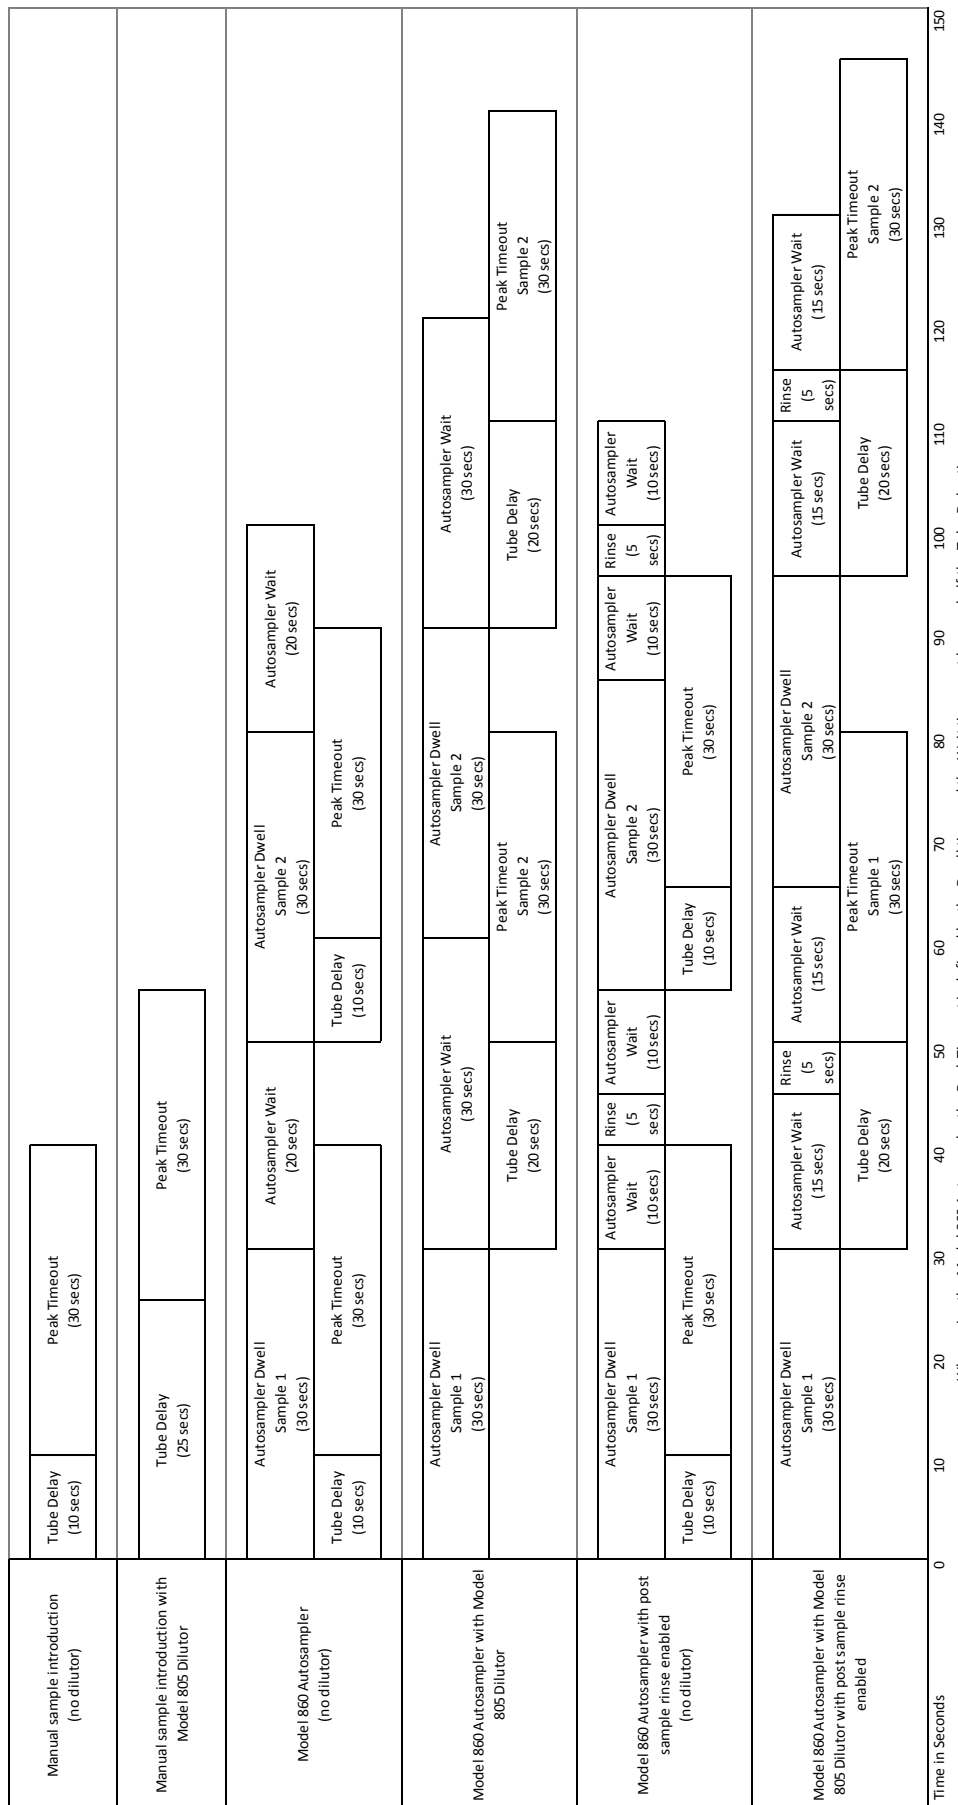 Manual sample introduction
(no dilutor)
Tube Delay
(10 secs)
Peak Timeout
(30 secs)
Manual sample introduction with
Model 805 Dilutor
Tube Delay
(25 secs)
Peak Timeout
(30 secs)
Model 860 Autosampler
(no dilutor)
Autosampler Dwell
Sample 1
(30 secs)
Autosampler Wait
(20 secs)
Autosampler Dwell
Sample 2
(30 secs)
Autosampler Wait
(20 secs)
Tube Delay
(10 secs)
Peak Timeout
(30 secs)
Tube Delay
(10 secs)
Peak Timeout
(30 secs)
Model 860 Autosampler with Model
805 Dilutor
Autosampler Dwell
Sample 1
(30 secs)
Autosampler Wait
(30 secs)
Autosampler Dwell
Sample 2
(30 secs)
Autosampler Wait
(30 secs)
Tube Delay
(20 secs)
Peak Timeout
Sample 2
(30 secs)
Tube Delay
(20 secs)
Peak Timeout
Sample 2
(30 secs)
Model 860 Autosampler with post
sample rinse enabled
(no dilutor)
Autosampler Dwell
Sample 1
(30 secs)
Autosampler
Wait
(10 secs)
Rinse
(5
secs)
Autosampler
Wait
(10 secs)
Autosampler Dwell
Sample 2
(30 secs)
Autosampler
Wait
(10 secs)
Rinse
(5
secs)
Autosampler
Wait
(10 secs)
Tube Delay
(10 secs)
Peak Timeout
(30 secs)
Tube Delay
(10 secs)
Peak Timeout
(30 secs)
Model 860 Autosampler with Model
805 Dilutor with post sample rinse
enabled
Autosampler Dwell
Sample 1
(30 secs)
Autosampler Wait
(15 secs)
Rinse
(5
secs)
Autosampler Wait
(15 secs)
Autosampler Dwell
Sample 2
(30 secs)
Autosampler Wait
(15 secs)
Rinse
(5
secs)
Autosampler Wait
(15 secs)
Tube Delay
(20 secs)
Peak Timeout
Sample 1
(30 secs)
Tube Delay
(20 secs)
Peak Timeout
Sample 2
(30 secs)
Time in Seconds
0 10 20 30 40 50 60 70 80 90 100 110 120 130 140 150